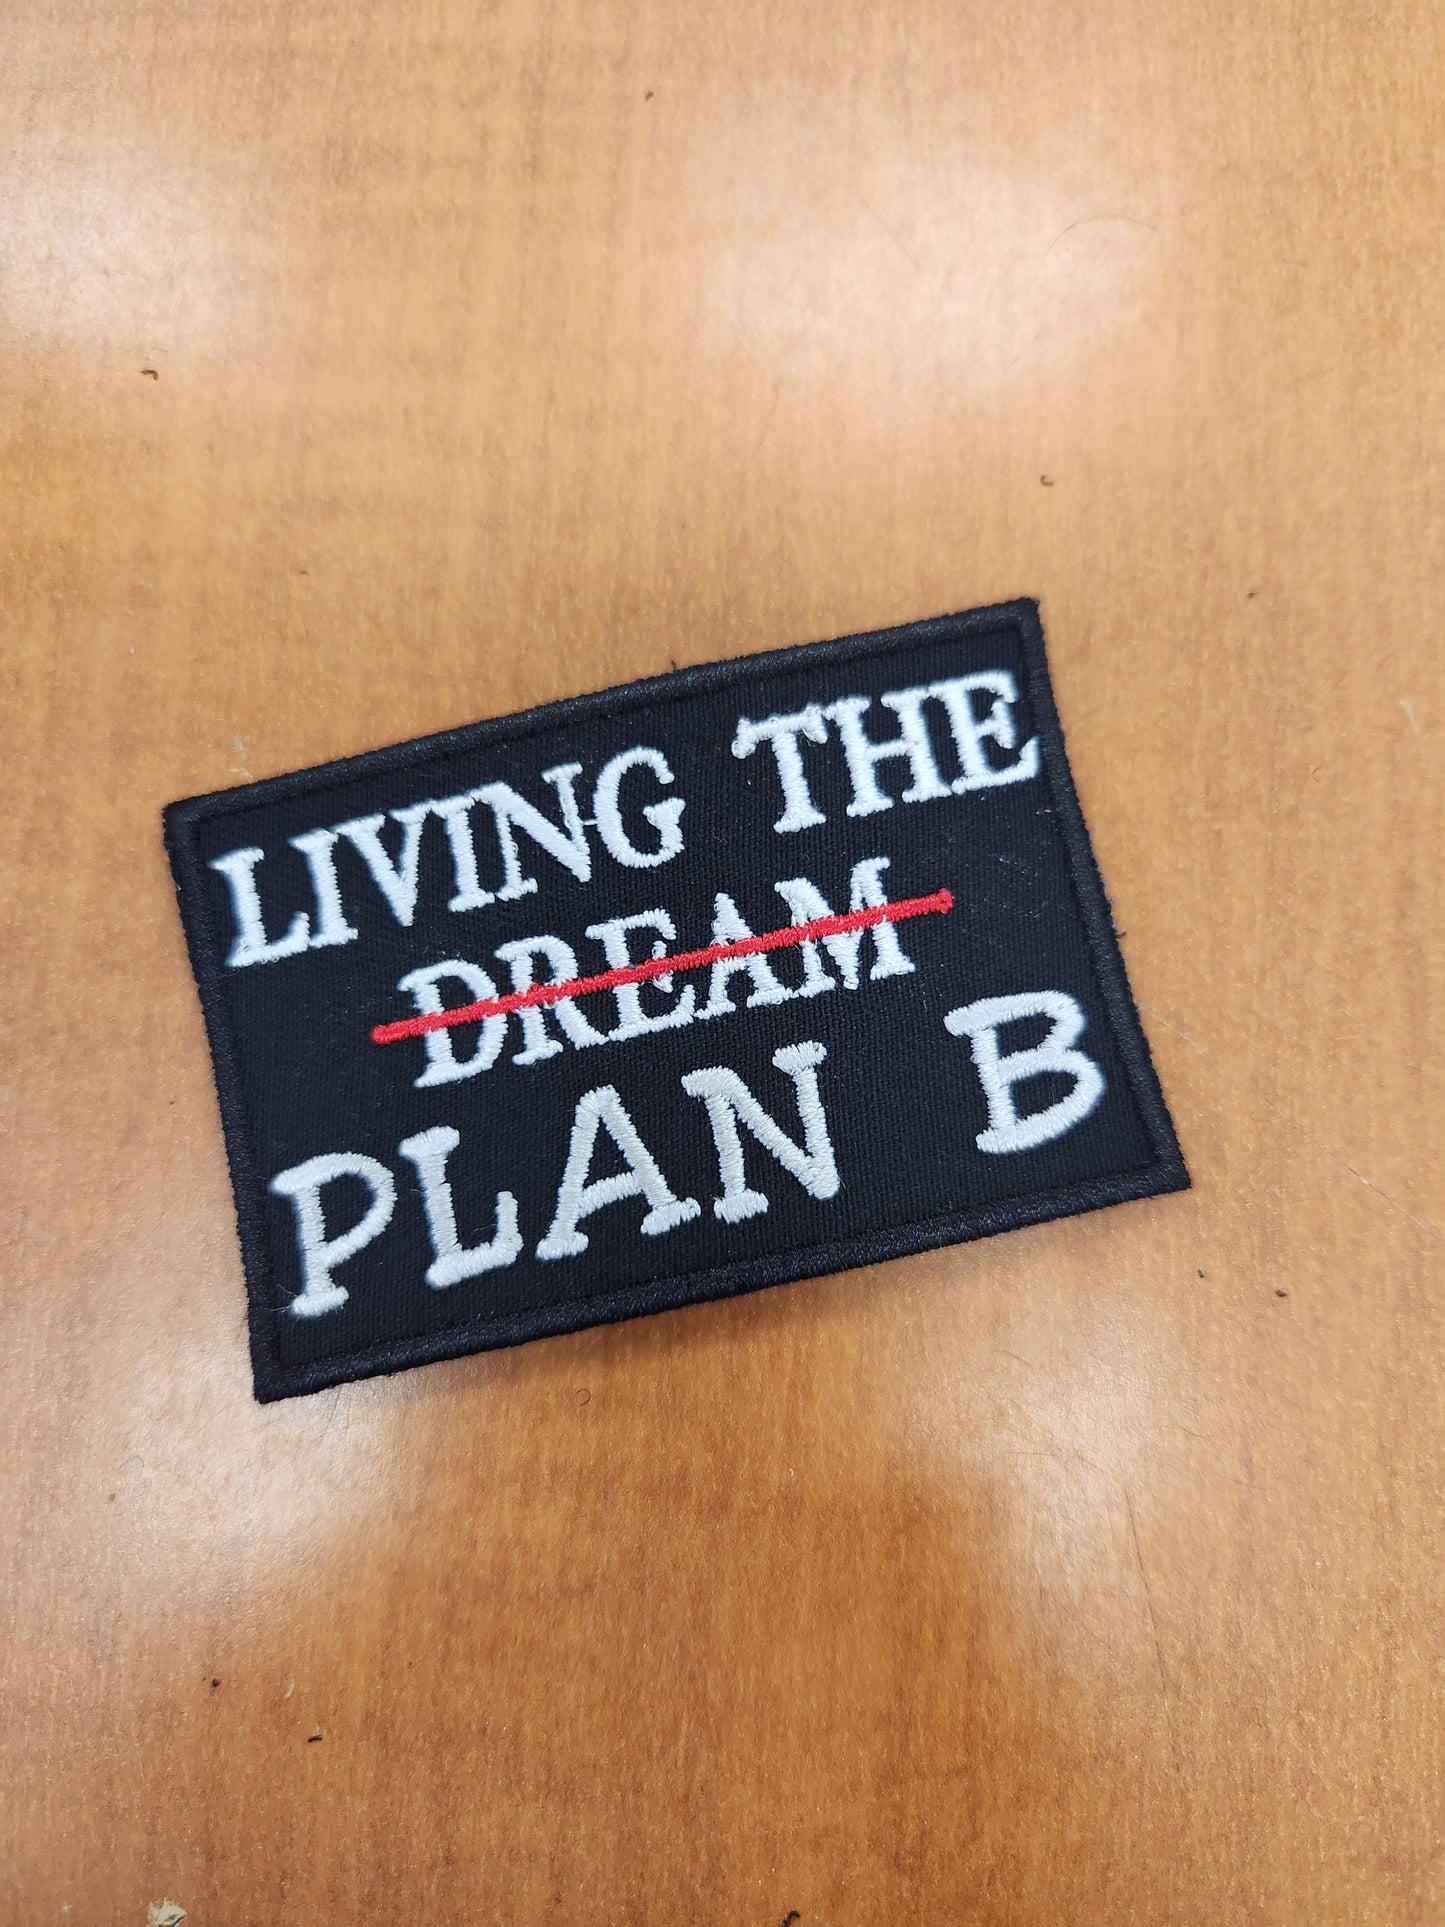 LIVING THE
DREAM
PLAN B